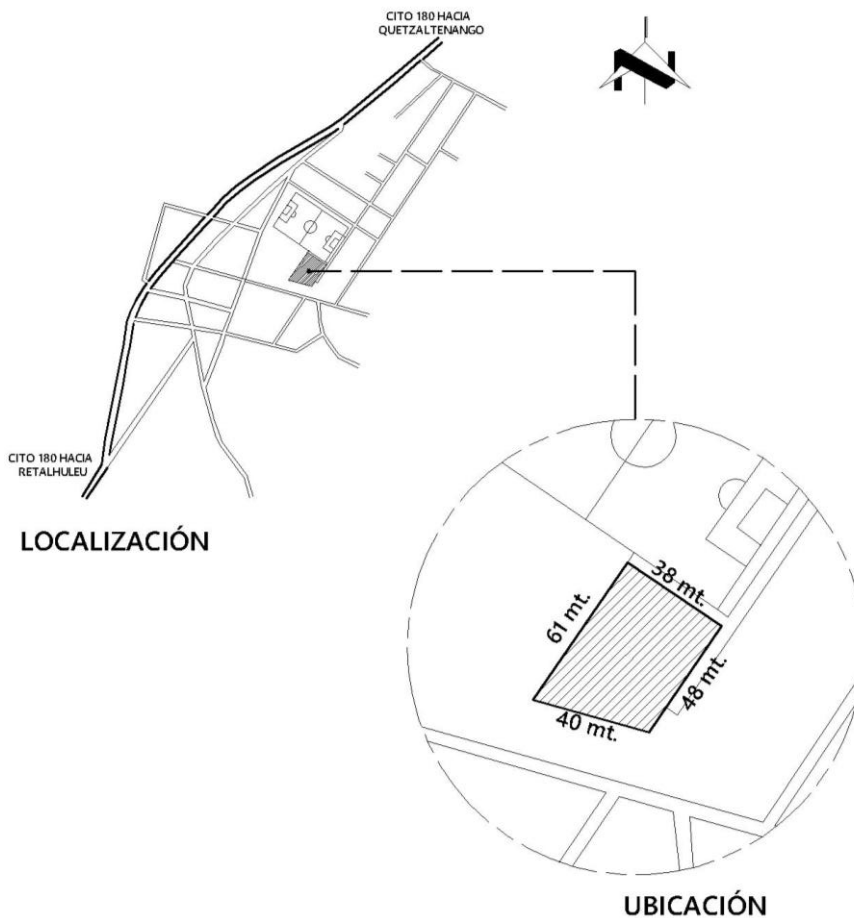 CITO 180 HACIA
QUETZALTENANGO
CITO 180 HACIA
RETALHULEU
LOCALIZACIÓN
38 mt.
61 mt.
48 mt.
40 mt.
UBICACIÓN